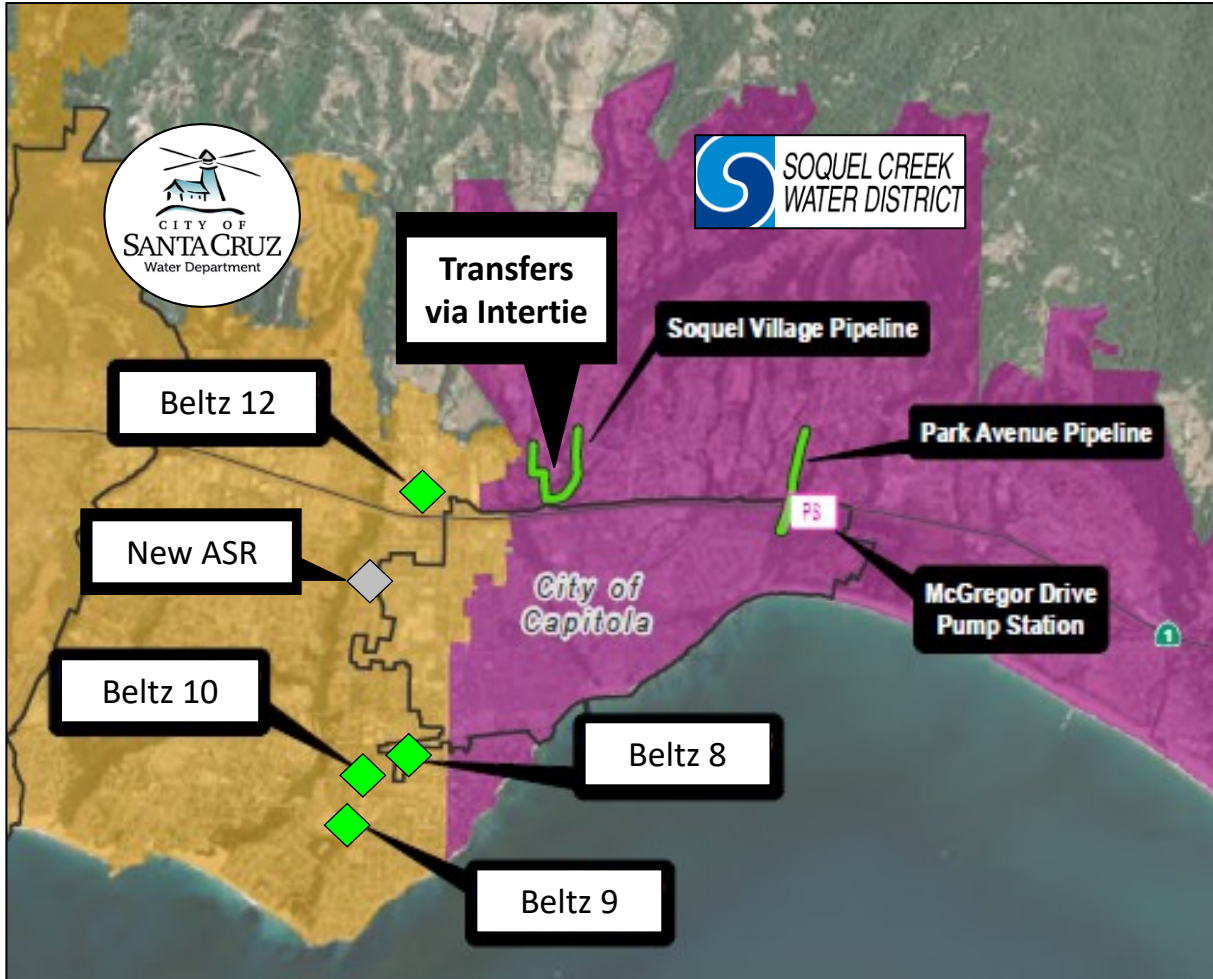 CITY OF
SANTA CRUZ
Water Department
SOQUEL CREEK
WATER DISTRICT
Transfers
via Intertie
Soquel Village Pipeline
Beltz 12
Park Avenue Pipeline
PS
New ASR
City of
Capitola
McGregor Drive
Pump Station
1
Beltz 10
Beltz 8
Beltz 9